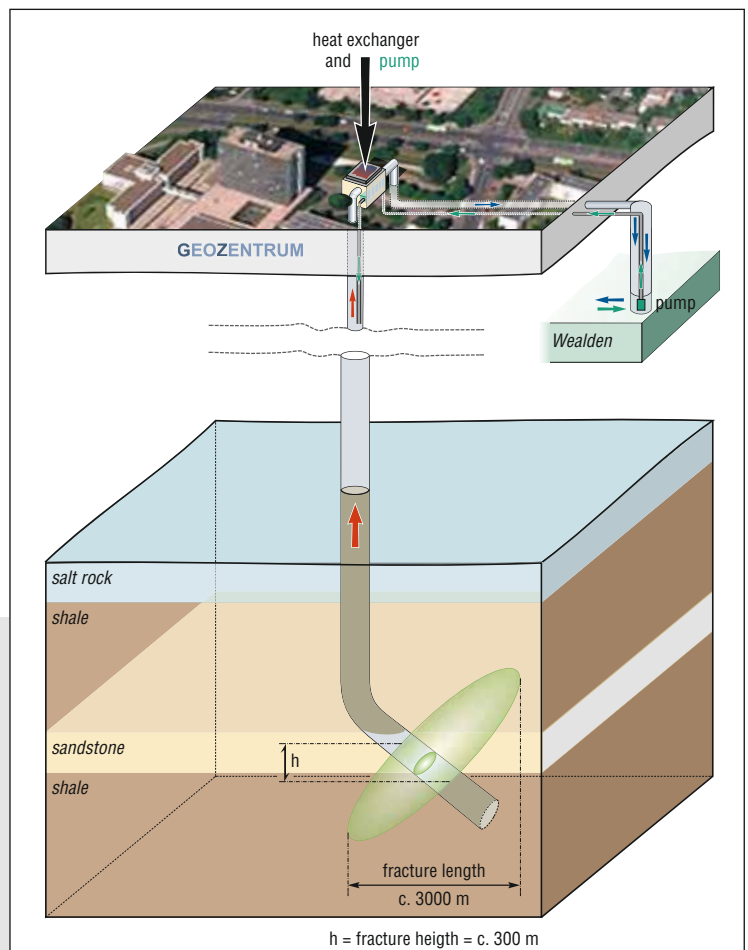 heat exchanger
and pump
GEOZENTRUM
pump
Wealden
salt rock
shale
sandstone
h
shale
fracture length
c. 3000 m
h = fracture heigth = c. 300 m